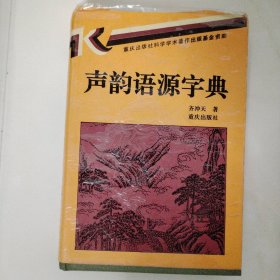 重庆出版社科学学术著作出版基金资助
声韵语源字典
齐冲天 著
重庆出版社